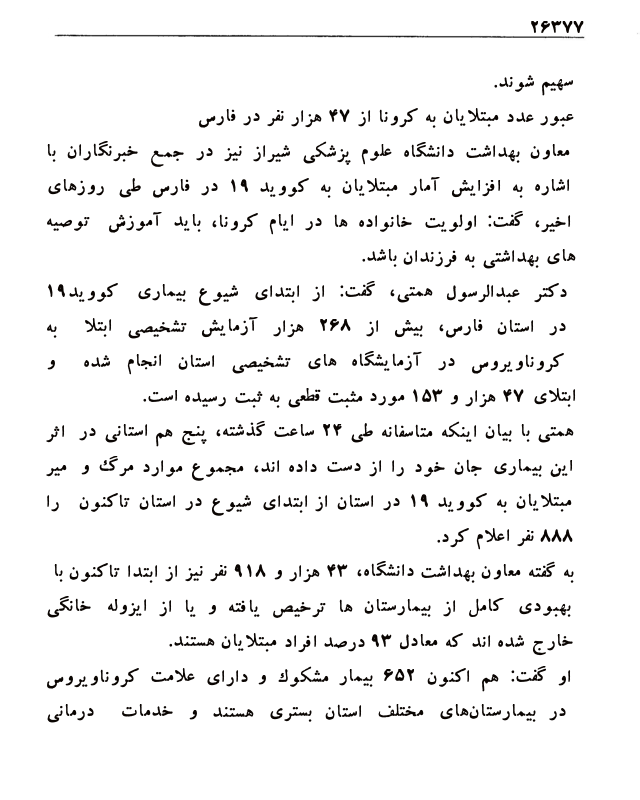 ۲۶۳۷۷
سهیم شوند.
عبور عدد مبتلایان به کرونا از ۴۷ هزار نفر در فارس
معاون بهداشت دانشگاه علوم پزشکی شیراز نیز در جمع خبرنگاران با
اشاره به افزایش آمار مبتلایان به کووید ۱۹ در فارس طی روزهای
اخیر، گفت: اولویت خانواده ها در ایام کرونا، باید آموزش توصیه
های بهداشتی به فرزندان باشد.
دکتر عبدالرسول همتی، گفت: از ابتدای شیوع بیماری کووید۱۹
در استان فارس، بیش از ۲۶۸ هزار آزمایش تشخیصی ابتلا به
کروناویروس در آزمایشگاه های تشخیصی استان انجام شده و
ابتلای ۴۷ هزار و ۱۵۳ مورد مثبت قطعی به ثبت رسیده است.
همتی با بیان اینکه متاسفانه طی ۲۴ ساعت گذشته، پنج هم استانی در اثر
این بیماری جان خود را از دست داده اند، مجموع موارد مرگ و میر
مبتلایان به کووید ۱۹ در استان از ابتدای شیوع در استان تاکنون را
۸۸۸ نفر اعلام کرد.
به گفته معاون بهداشت دانشگاه، ۴۳ هزار و ۹۱۸ نفر نیز از ابتدا تاکنون با
بهبودی کامل از بیمارستان ها ترخیص یافته و یا از ایزوله خانگی
خارج شده اند که معادل ۹۳ درصد افراد مبتلایان هستند.
او گفت: هم اکنون ۶۵۲ بیمار مشکوك و دارای علامت کروناویروس
در بیمارستان‌های مختلف استان بستری هستند و خدمات درمانی